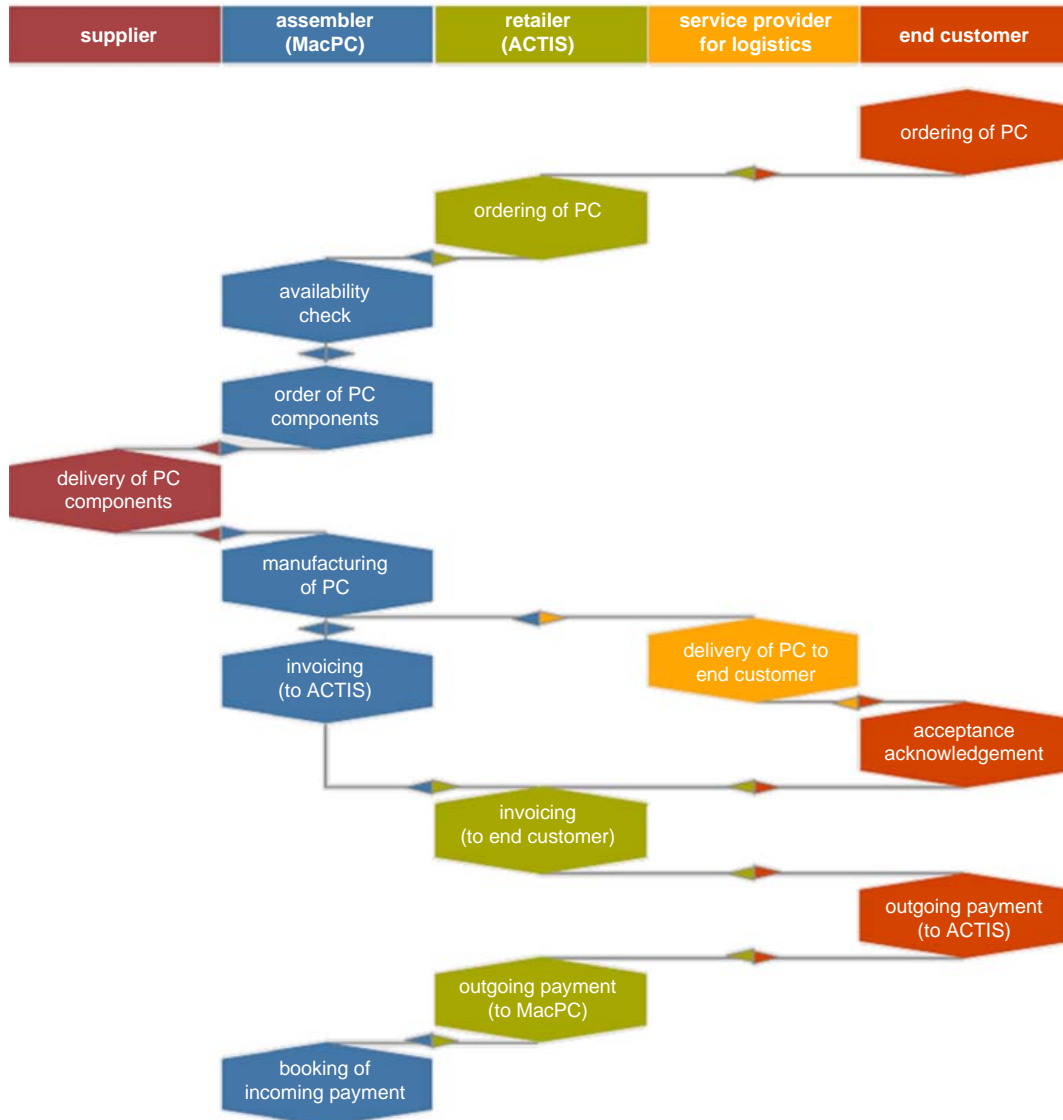 supplier
assembler
(MacPC)
retailer
(ACTIS)
service provider
for logistics
end customer
ordering of PC
ordering of PC
availability
check
order of PC
components
delivery of PC
components
manufacturing
of PC
invoicing
(to ACTIS)
delivery of PC to
end customer
acceptance
acknowledgement
invoicing
(to end customer)
outgoing payment
(to ACTIS)
outgoing payment
(to MacPC)
booking of
incoming payment